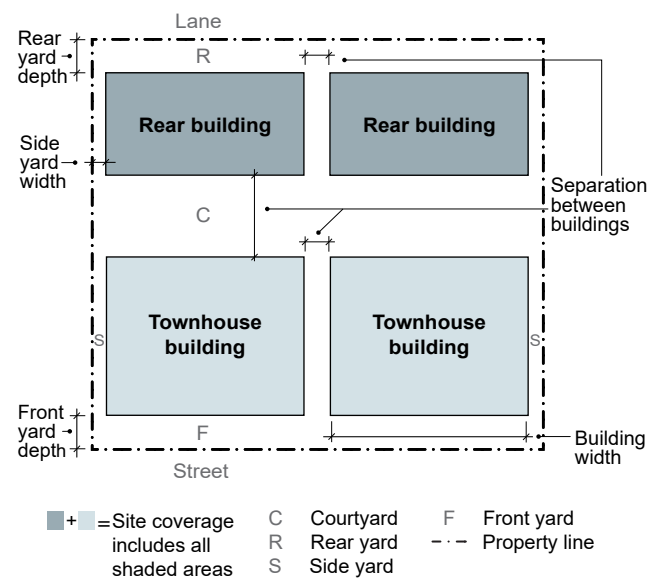 Lane
Rear
yard
depth
R
Rear building
Rear building
Side
yard
width
Separation
between
buildings
C
Townhouse
building
Townhouse
building
S
S
Front
yard
depth
F
Building
width
Street
+ = Site coverage
includes all
shaded areas
C Courtyard
R Rear yard
S Side yard
F Front yard
Property line